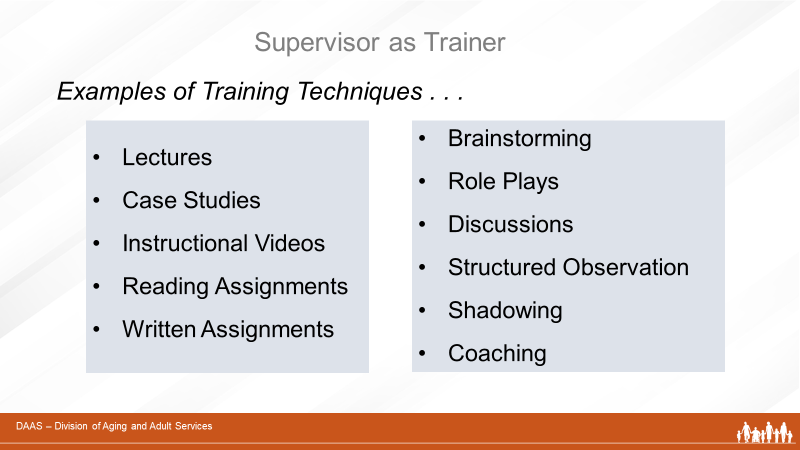 Supervisor as Trainer
Examples of Training Techniques . . .
• Lectures
• Case Studies
• Instructional Videos
• Reading Assignments
• Written Assignments
• Brainstorming
• Role Plays
• Discussions
• Structured Observation
• Shadowing
• Coaching
DAAS – Division of Aging and Adult Services